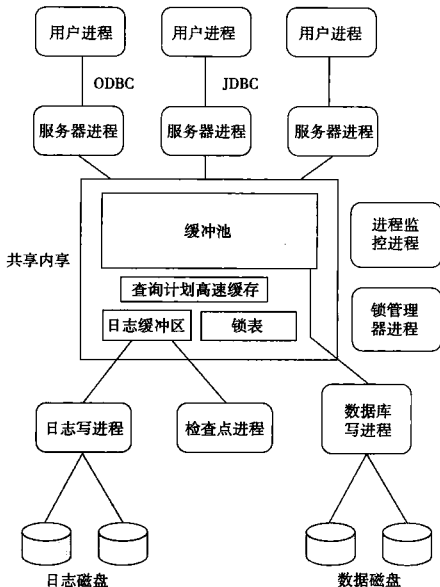 用户进程
用户进程
用户进程
ODBC
JDBC
服务器进程
服务器进程
服务器进程
缓冲池
共享内享
进程监
控进程
查询计划高速缓存
日志缓冲区
锁表
锁管理
器进程
日志写进程
检查点进程
数据库
写进程
日志磁盘
数据磁盘